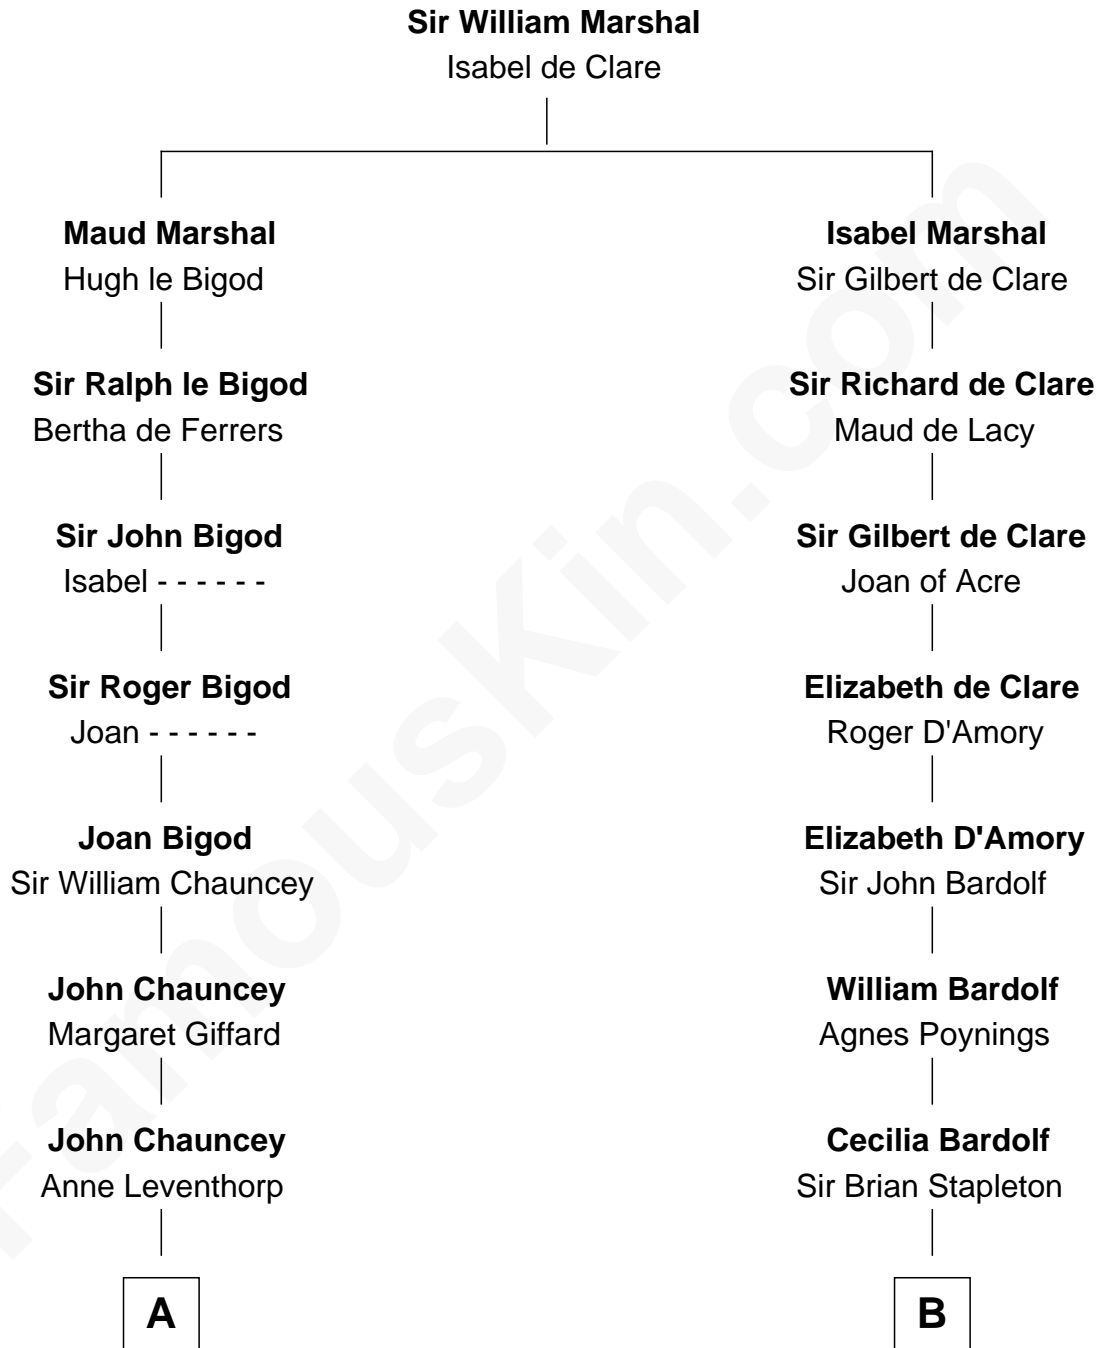 Sir William Marshal
Isabel de Clare
Maud Marshal
Hugh le Bigod
Isabel Marshal
Sir Gilbert de Clare
Sir Ralph le Bigod
Bertha de Ferrers
Sir Richard de Clare
Maud de Lacy
Sir John Bigod
Isabel - - - - - -
Sir Gilbert de Clare
Joan of Acre
Sir Roger Bigod
Joan - - - - - -
Elizabeth de Clare
Roger D'Amory
Joan Bigod
Sir William Chauncey
Elizabeth D'Amory
Sir John Bardolf
John Chauncey
Margaret Giffard
William Bardolf
Agnes Poynings
John Chauncey
Anne Leventhorp
Cecilia Bardolf
Sir Brian Stapleton
A
B
FamousKin.com